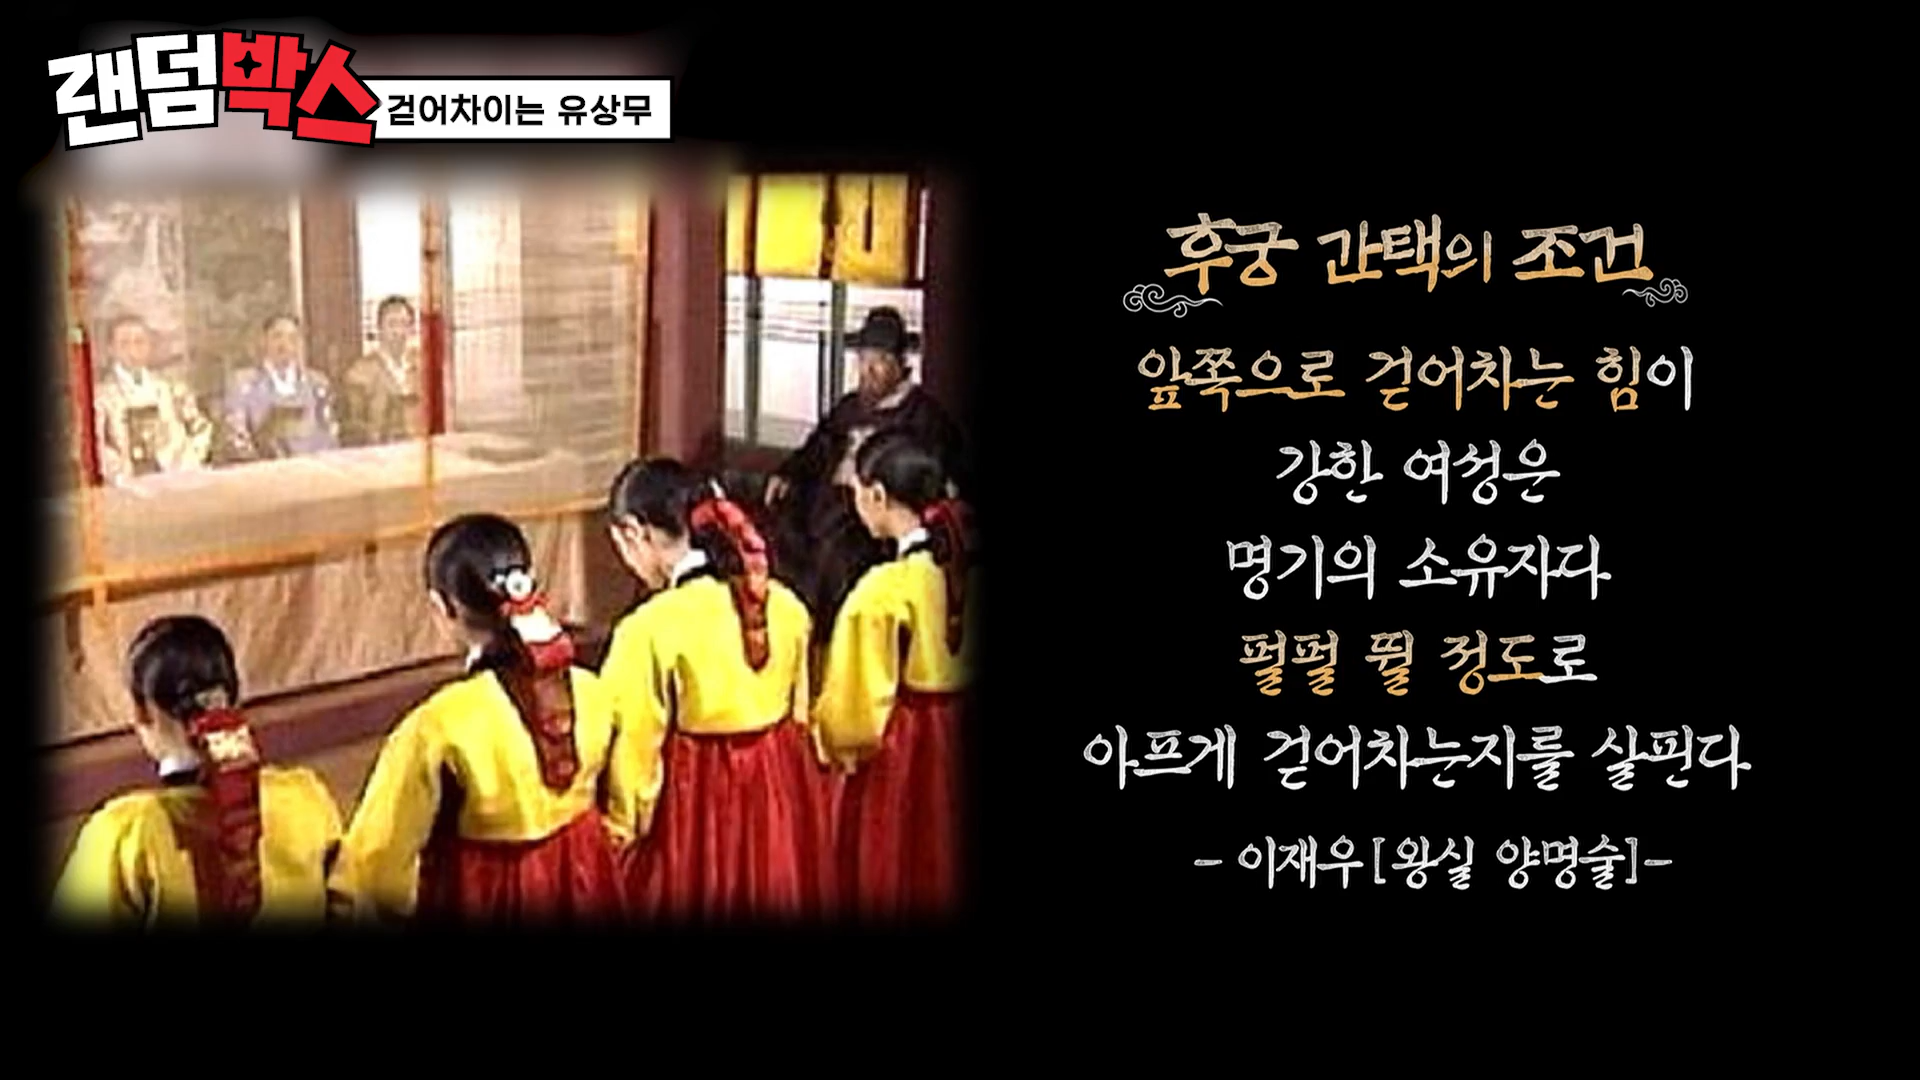 랜덤박스
걷어차이는 유상무
후궁 간택의 조건
앞쪽으로 걷어차는 힘이
강한 여성은
명기의 소유자다
펄펄 뛸 정도로
아프게 걷어차는지를 살핀다
- 이재우[왕실 양명술]-